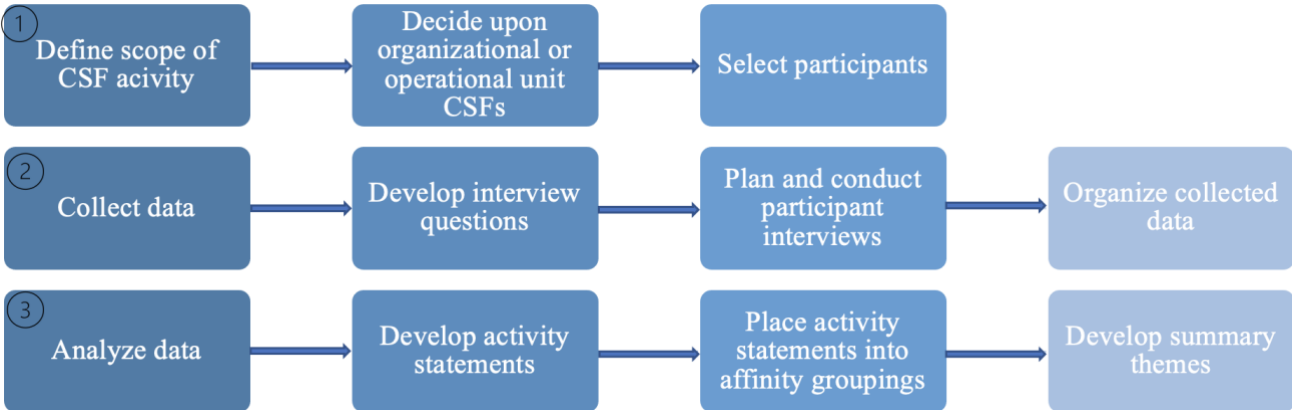 1
Define scope of
CSF acivity
Decide upon
organizational or
operational unit
CSFs
Select participants
2
Collect data
Develop interview
questions
Plan and conduct
participant
interviews
Organize collected
data
3
Analyze data
Develop activity
statements
Place activity
statements into
affinity groupings
Develop summary
themes